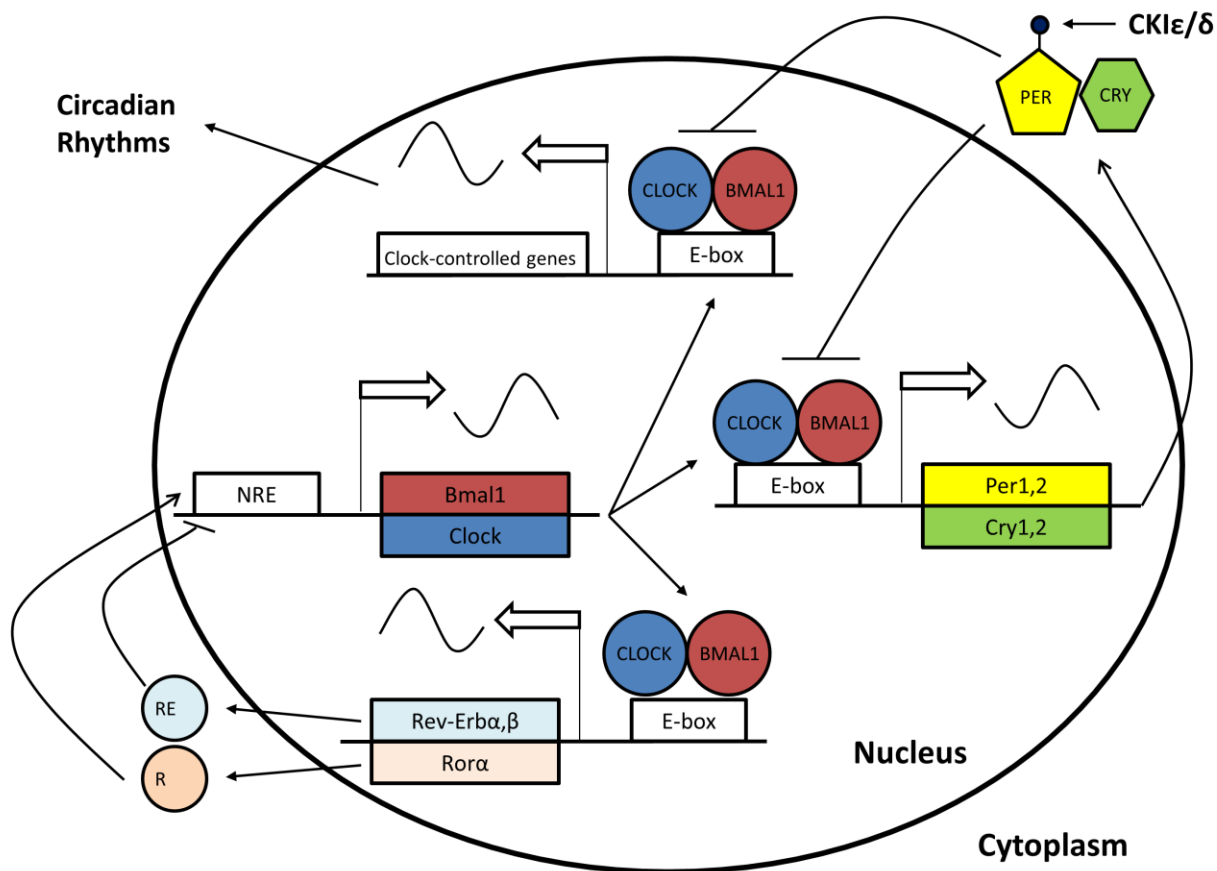 CKIε/δ
PER
CRY
Circadian
Rhythms
CLOCK
BMAL1
Clock-controlled genes
E-box
CLOCK
BMAL1
NRE
Bmal1
Clock
E-box
Per1,2
Cry1,2
CLOCK
BMAL1
RE
R
Rev-Erbα,β
Rorα
E-box
Nucleus
Cytoplasm